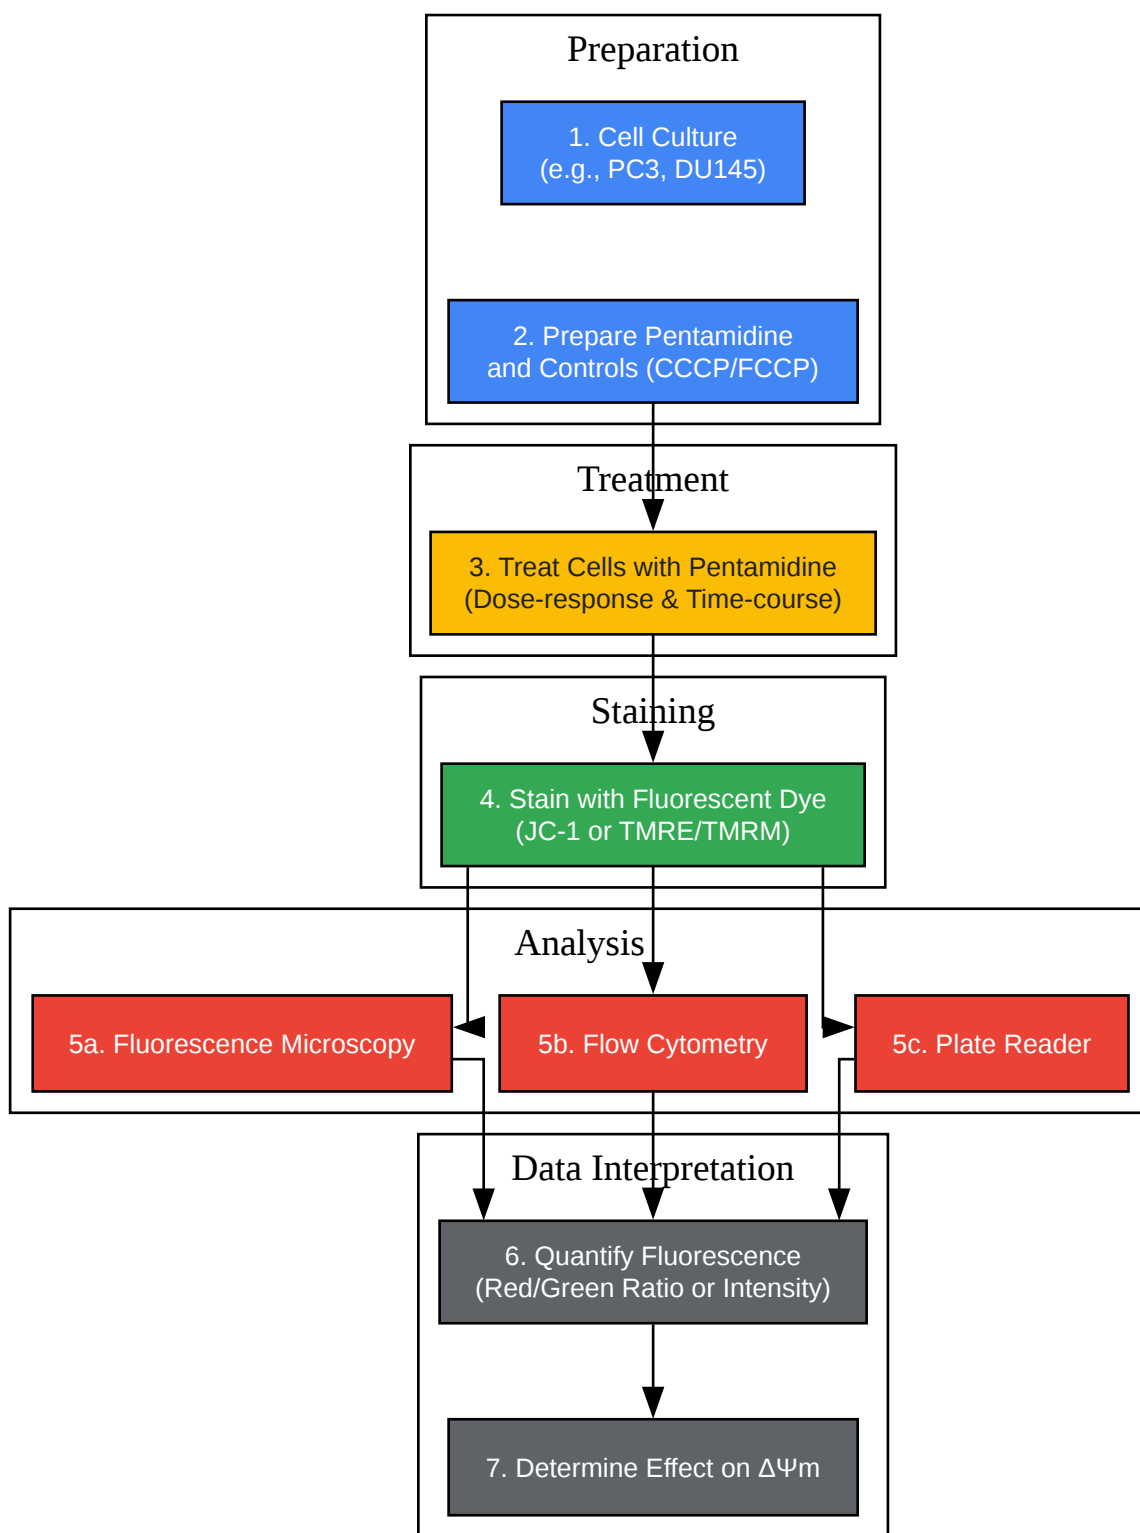 Preparation
1. Cell Culture
(e.g., PC3, DU145)
2. Prepare Pentamidine
and Controls (CCCP/FCCP)
Treatment
3. Treat Cells with Pentamidine
(Dose-response & Time-course)
Staining
4. Stain with Fluorescent Dye
(JC-1 or TMRE/TMRM)
Analysis
5a. Fluorescence Microscopy
5b. Flow Cytometry
5c. Plate Reader
Data Interpretation
6. Quantify Fluorescence
(Red/Green Ratio or Intensity)
7. Determine Effect on ΔΨm